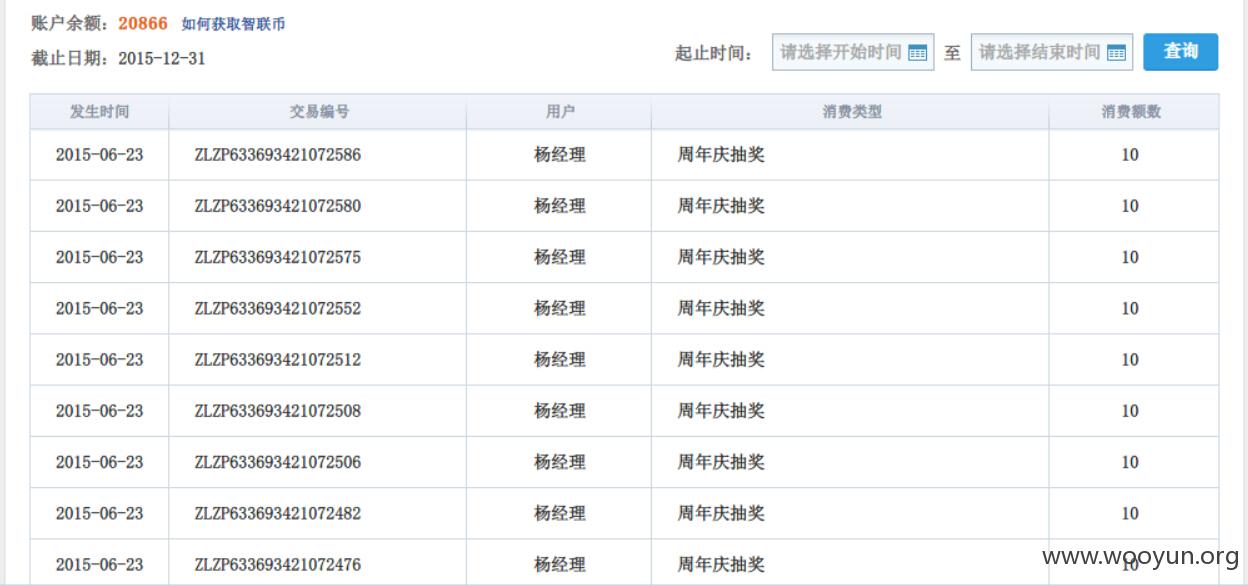 账户余额：20866 如何获取智联币
截止日期：2015-12-31
起止时间： 请选择开始时间 至 请选择结束时间 查询
发生时间 交易编号 用户 消费类型 消费额数
2015-06-23 ZLZP633693421072586 杨经理 周年庆抽奖 10
2015-06-23 ZLZP633693421072580 杨经理 周年庆抽奖 10
2015-06-23 ZLZP633693421072575 杨经理 周年庆抽奖 10
2015-06-23 ZLZP633693421072552 杨经理 周年庆抽奖 10
2015-06-23 ZLZP633693421072512 杨经理 周年庆抽奖 10
2015-06-23 ZLZP633693421072508 杨经理 周年庆抽奖 10
2015-06-23 ZLZP633693421072506 杨经理 周年庆抽奖 10
2015-06-23 ZLZP633693421072482 杨经理 周年庆抽奖 10
2015-06-23 ZLZP633693421072476 杨经理 周年庆抽奖 10
www.wooyun.org